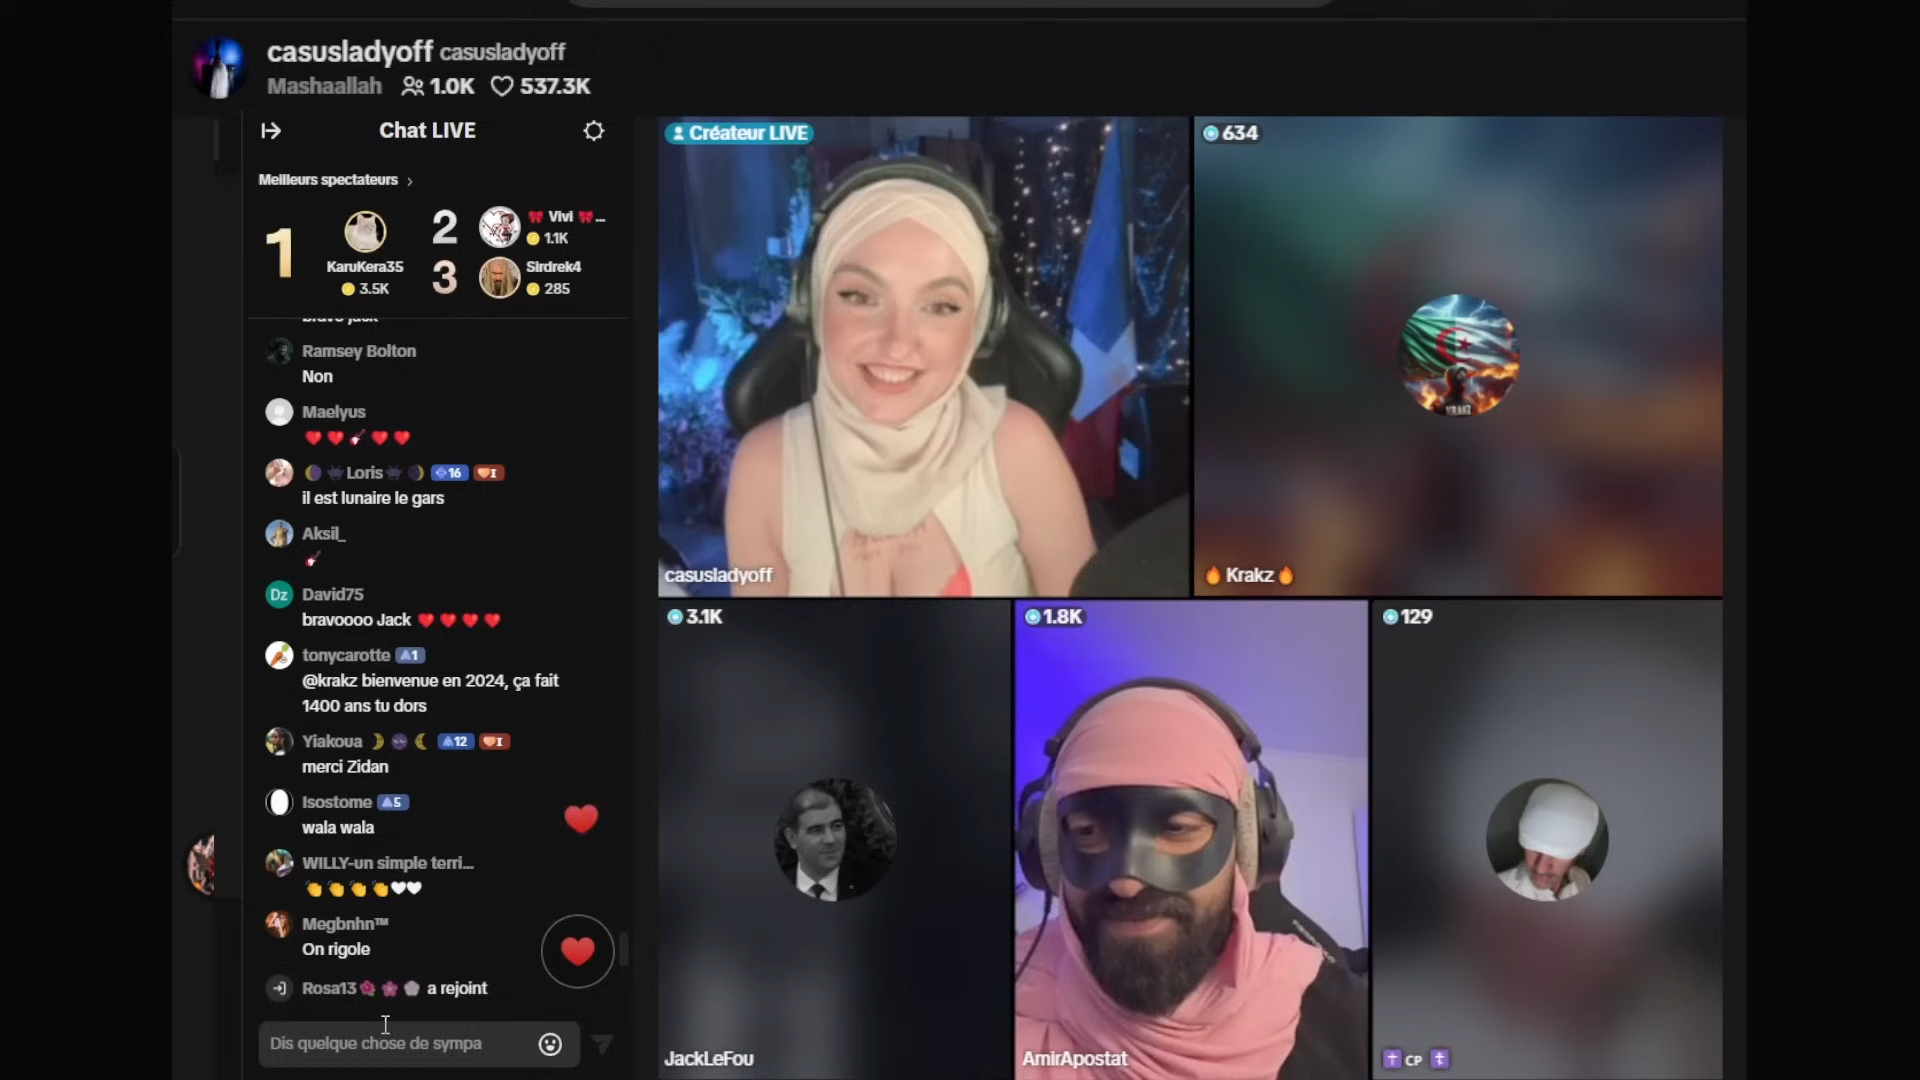 casusladyoff casusladyoff
Mashaallah 1.0K 537.3K
Chat LIVE
Meilleurs spectateurs
1
KaruKera35
3.5K
2
Vivi ...
1.1K
3
Sirdrek4
285
Ramsey Bolton
Non
Maelyus
Loris 16 I
il est lunaire le gars
Aksil_
Dz David75
bravoooo Jack
tonycarotte 1
@krakz bienvenue en 2024, ça fait
1400 ans tu dors
Yiakoua 12 I
merci Zidan
Isostome 5
wala wala
WILLY-un simple terri...
Megbnhn™
On rigole
Rosa13 a rejoint
Dis quelque chose de sympa
Créateur LIVE
casusladyoff
634
KRAKZ
Krakz
3.1K
JackLeFou
1.8K
AmirApostat
129
CP